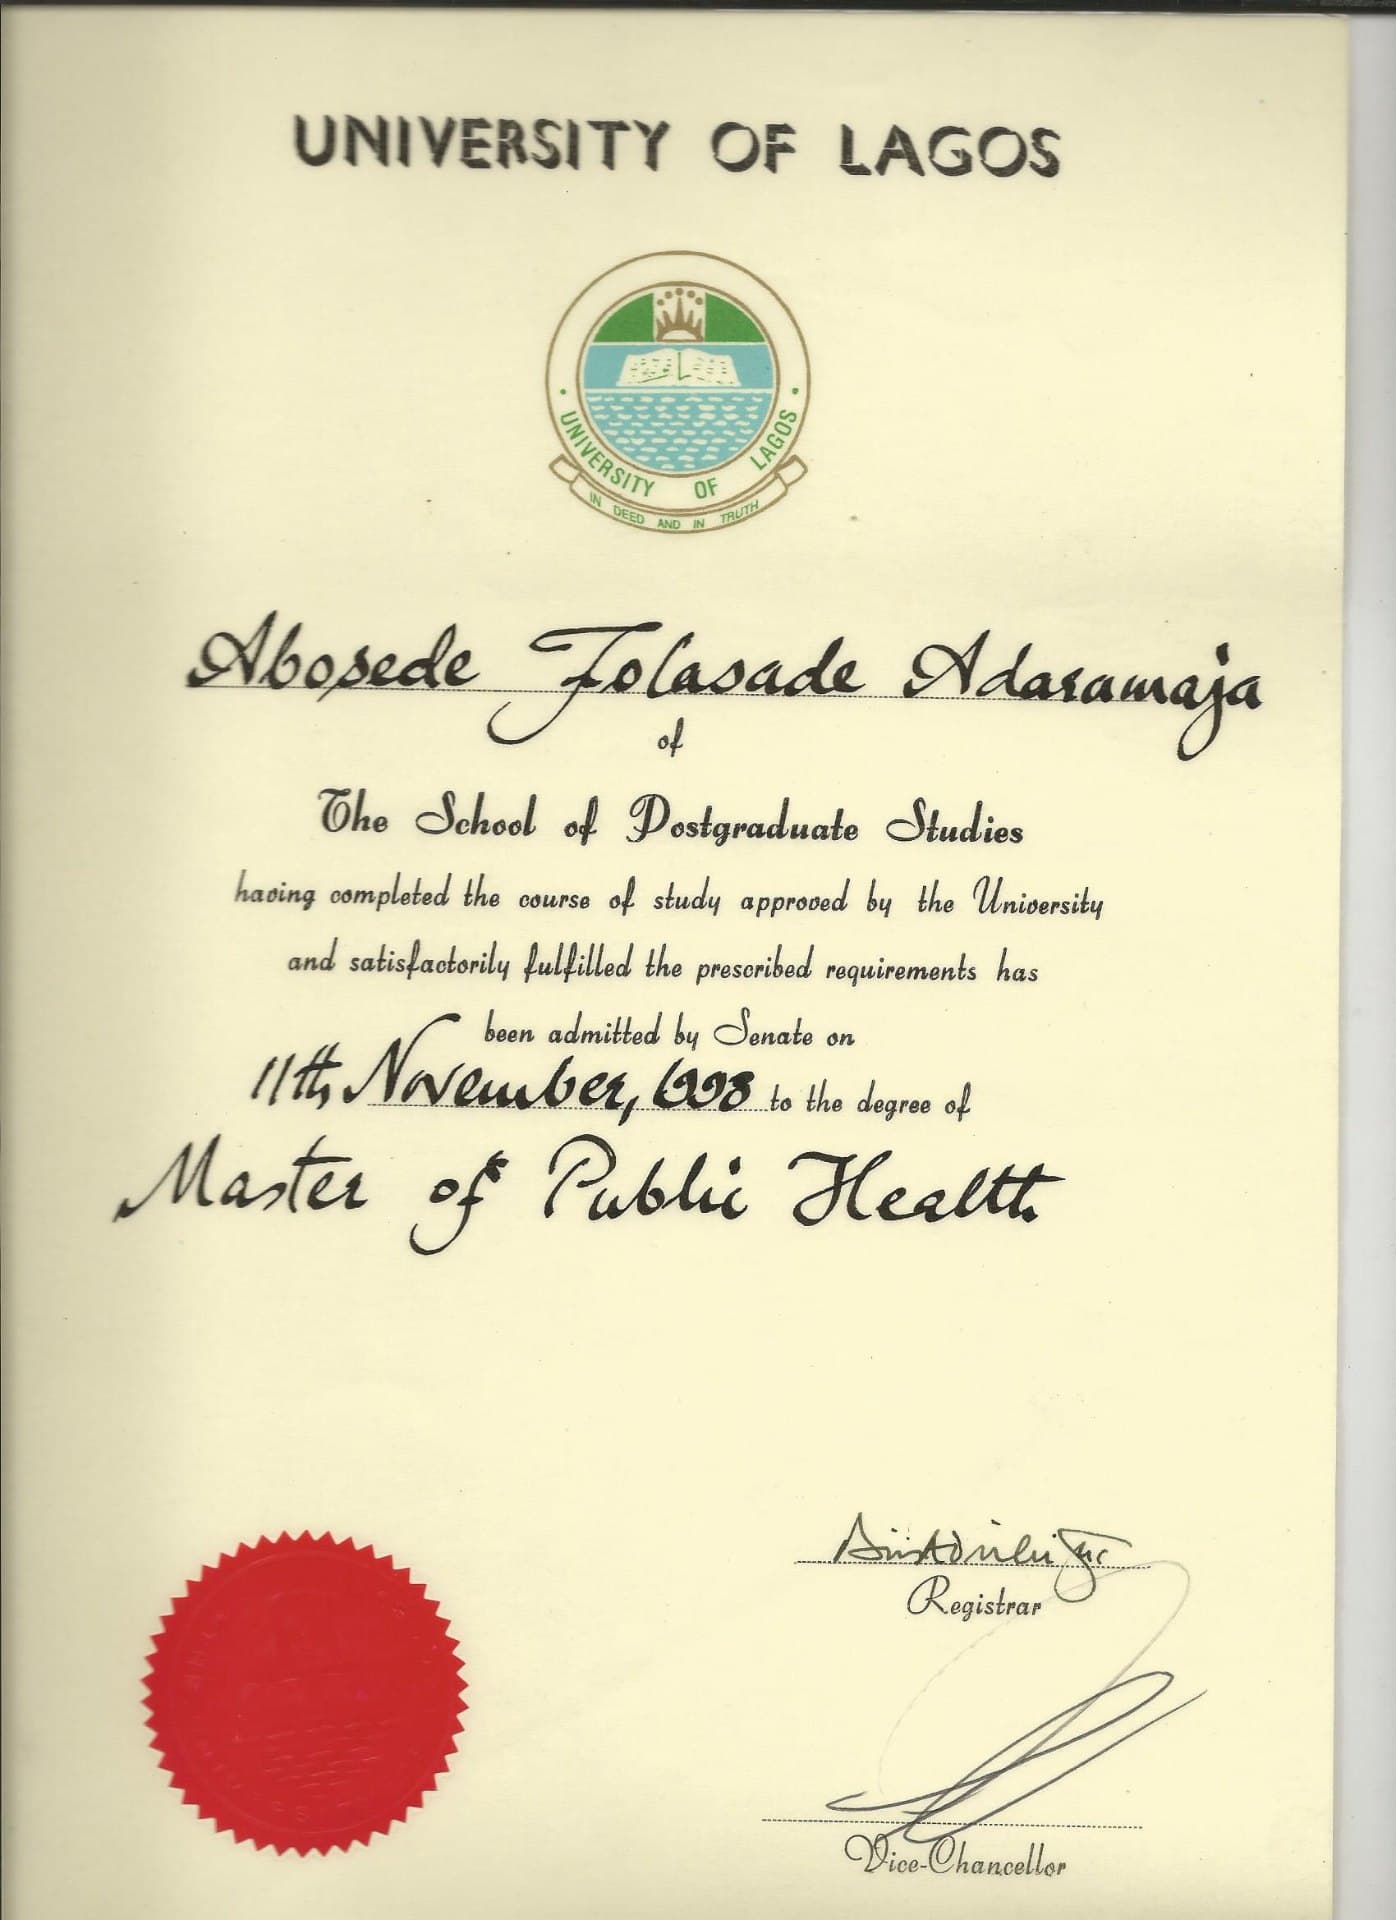 UNIVERSITY OF LAGOS
UNIVERSITY OF LAGOS
IN DEED AND IN TRUTH
Abosede Folasade Adaramaja
of
The School of Postgraduate Studies
having completed the course of study approved by the University
and satisfactorily fulfilled the prescribed requirements has
been admitted by Senate on
11th November, 1998 to the degree of
Master of Public Health
Registrar
Vice-Chancellor